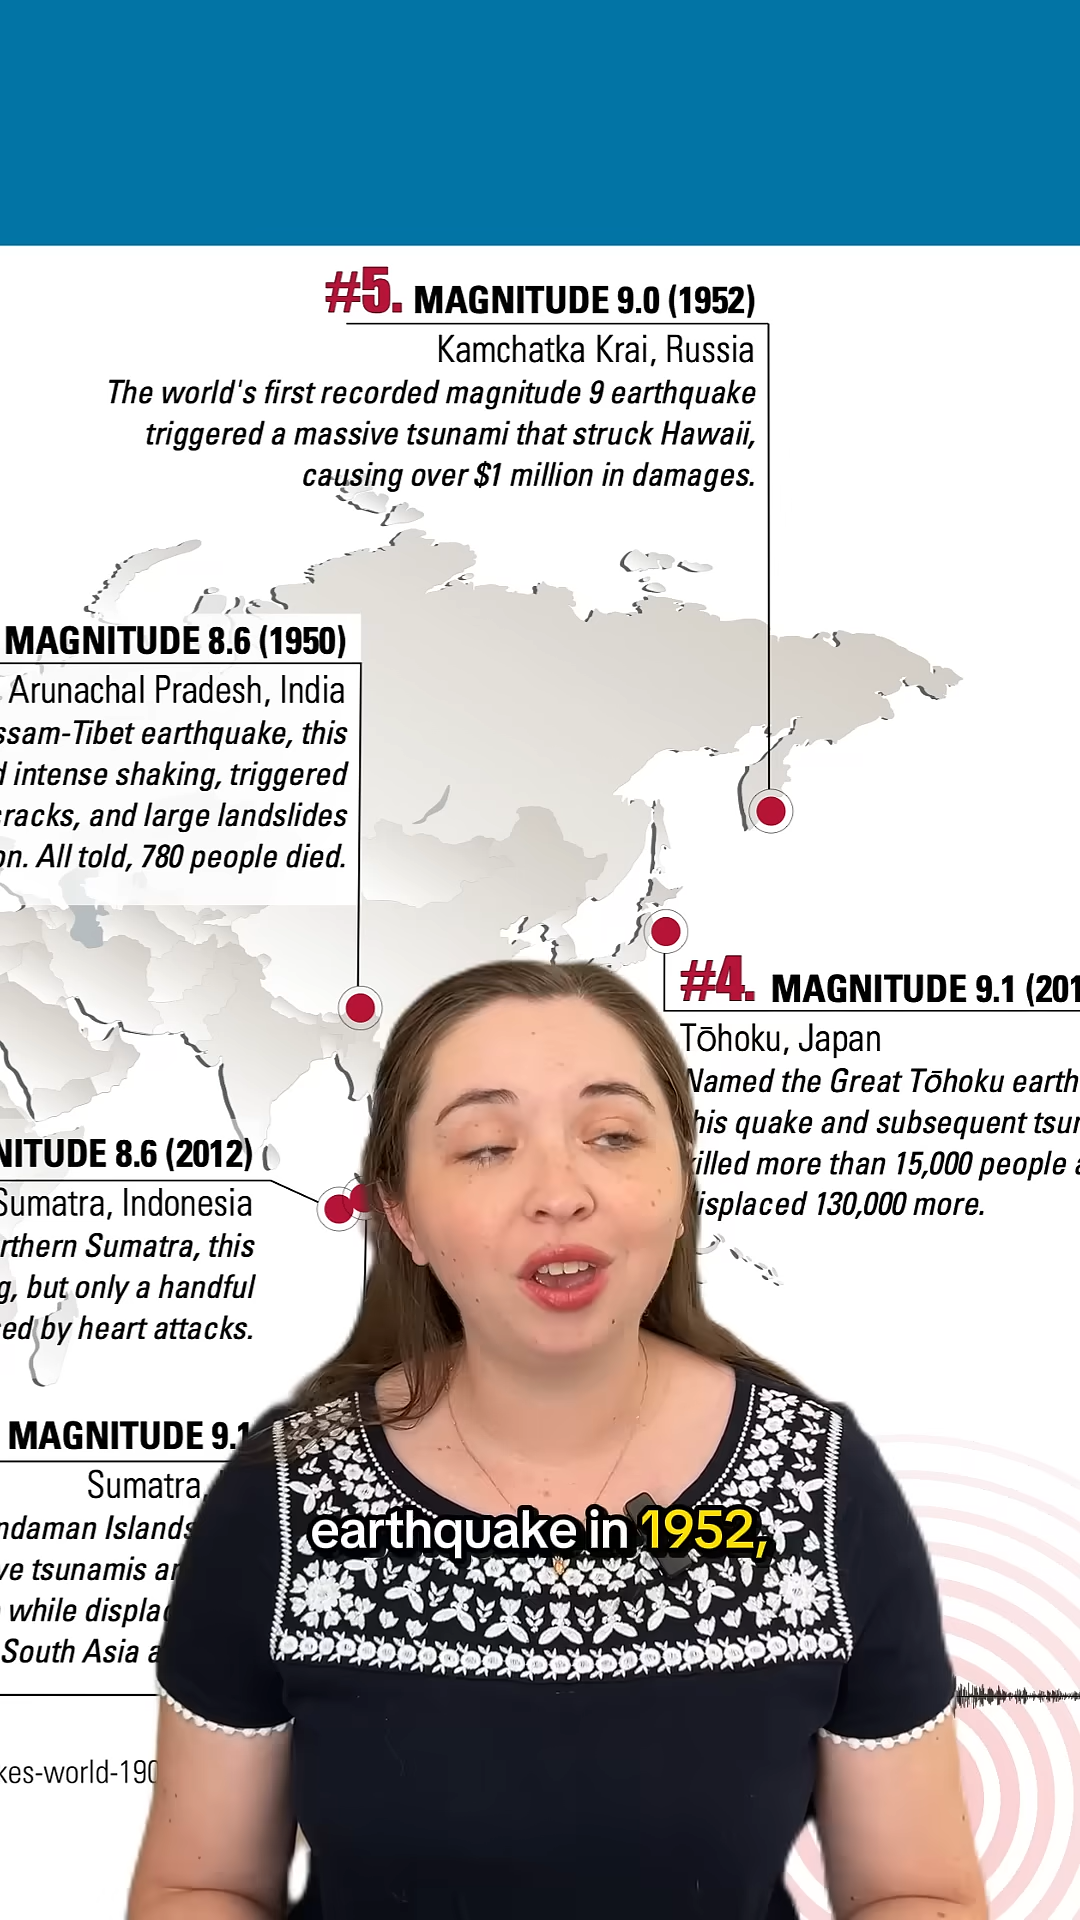 #5. MAGNITUDE 9.0 (1952)
Kamchatka Krai, Russia
The world's first recorded magnitude 9 earthquake
triggered a massive tsunami that struck Hawaii,
causing over $1 million in damages.
MAGNITUDE 8.6 (1950)
Arunachal Pradesh, India
ssam-Tibet earthquake, this
intense shaking, triggered
racks, and large landslides
on. All told, 780 people died.
#4. MAGNITUDE 9.1 (201
Tōhoku, Japan
Named the Great Tōhoku earth
his quake and subsequent tsu
killed more than 15,000 people
displaced 130,000 more.
NITUDE 8.6 (2012)
Sumatra, Indonesia
rthern Sumatra, this
g, but only a handful
sed by heart attacks.
MAGNITUDE 9.1
Sumatra,
ndaman Islands
ve tsunamis
while displa
South Asia
earthquake in 1952,
kes-world-190